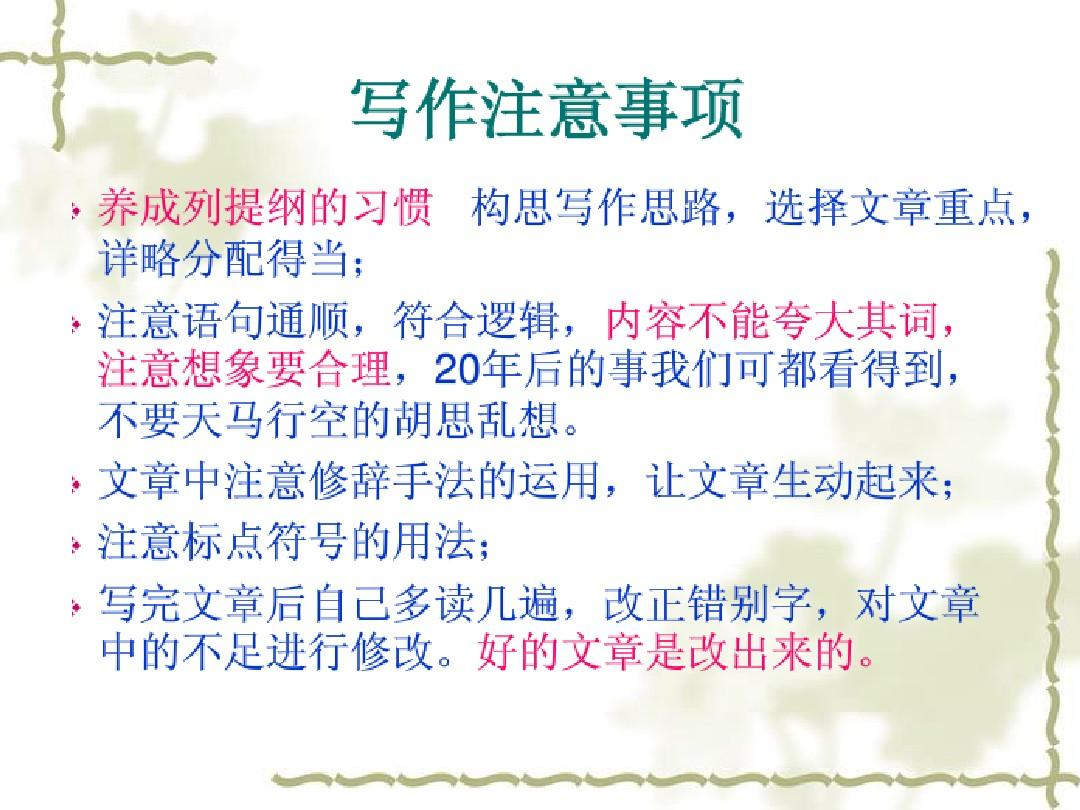 写作注意事项
养成列提纲的习惯 构思写作思路，选择文章重点，
详略分配得当；
注意语句通顺，符合逻辑，内容不能夸大其词，
注意想象要合理，20年后的事我们可都看得到，
不要天马行空的胡思乱想。
文章中注意修辞手法的运用，让文章生动起来；
注意标点符号的用法；
写完文章后自己多读几遍，改正错别字，对文章
中的不足进行修改。好的文章是改出来的。